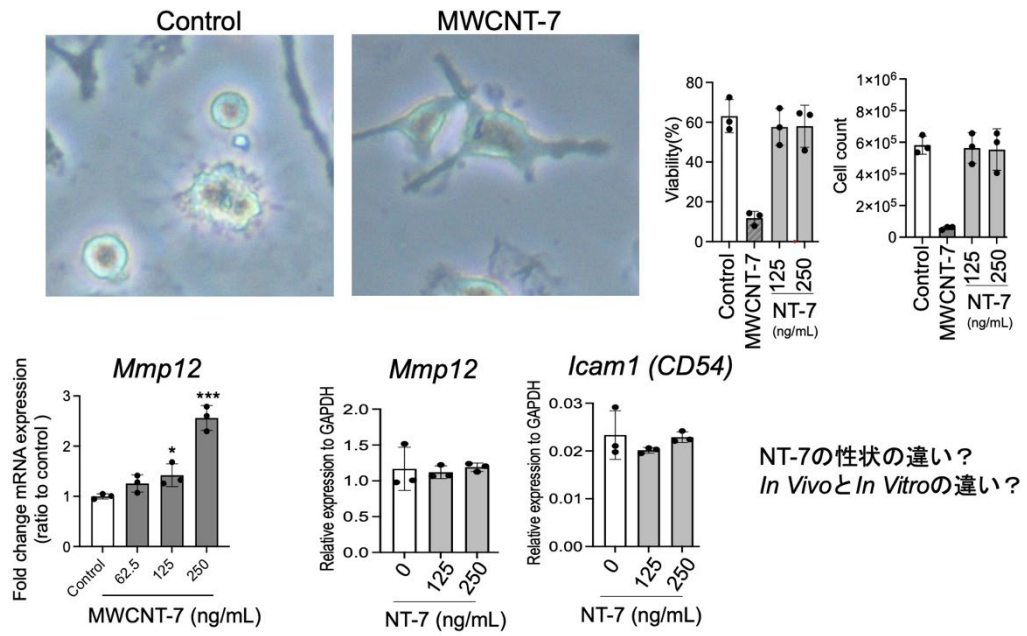 Control
MWCNT-7
Viability(%)
80
60
40
20
0
Control
MWCNT-7
125
250
NT-7
(ng/mL)
Cell count
1×10⁶
8×10⁵
6×10⁵
4×10⁵
2×10⁵
0
Control
MWCNT-7
125
250
NT-7
(ng/mL)
Mmp12
Fold change mRNA expression
(ratio to control )
3
2
1
0
*
***
Control
62.5
125
250
MWCNT-7 (ng/mL)
Mmp12
Relative expression to GAPDH
2.0
1.5
1.0
0.5
0.0
0
125
250
NT-7 (ng/mL)
Icam1 (CD54)
Relative expression to GAPDH
0.03
0.02
0.01
0.00
0
125
250
NT-7 (ng/mL)
NT-7の性状の違い？
In VivoとIn Vitroの違い？